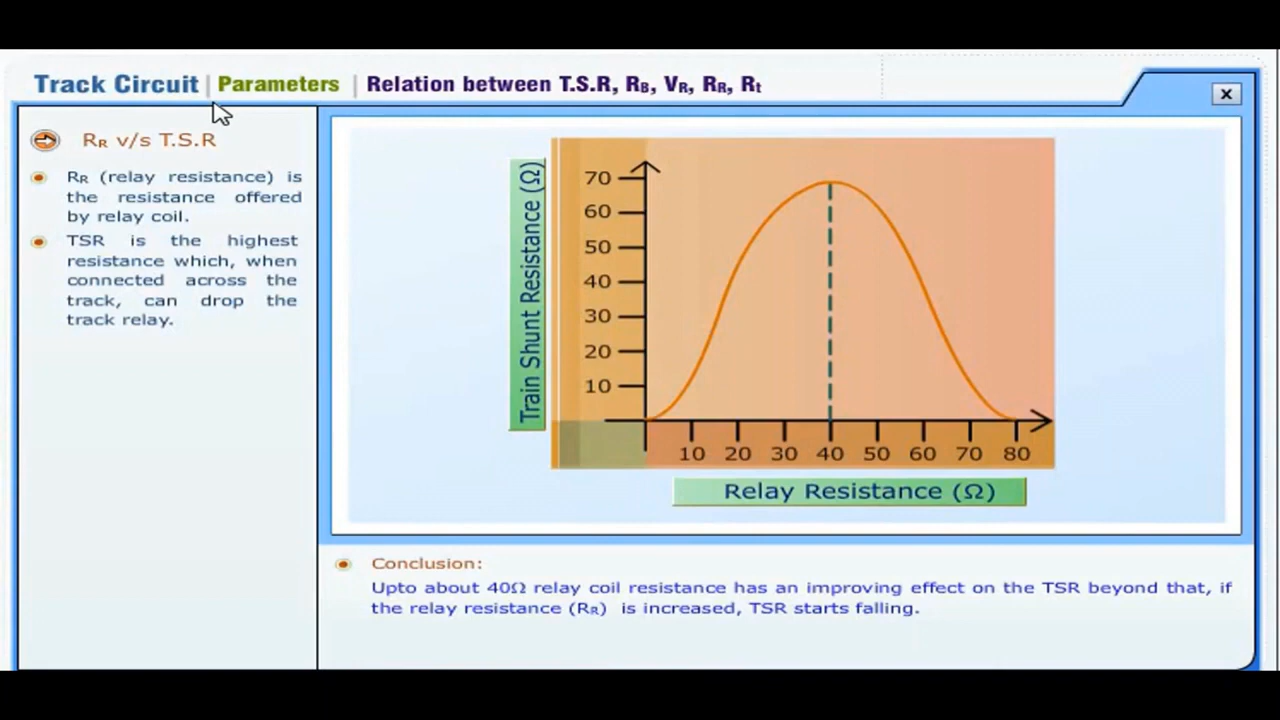 Track Circuit | Parameters | Relation between T.S.R, RB, VR, RR, Rt
x
RR v/s T.S.R
RR (relay resistance) is
the resistance offered
by relay coil.
TSR is the highest
resistance which, when
connected across the
track, can drop the
track relay.
Train Shunt Resistance (Ω)
70
60
50
40
30
20
10
10 20 30 40 50 60 70 80
Relay Resistance (Ω)
Conclusion:
Upto about 40Ω relay coil resistance has an improving effect on the TSR beyond that, if
the relay resistance (RR) is increased, TSR starts falling.